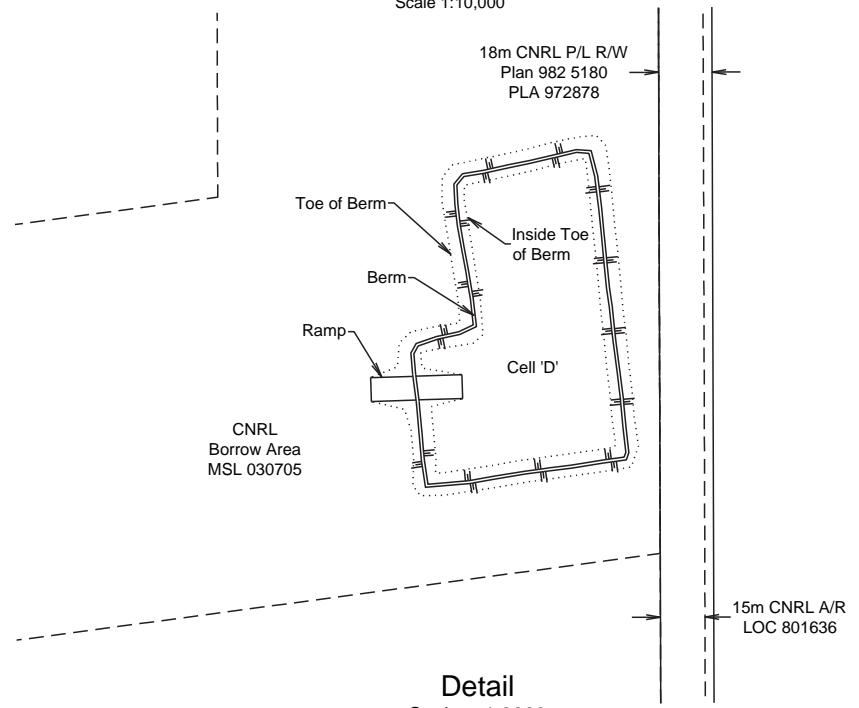 Scale 1:10,000
18m CNRL P/L R/W
Plan 982 5180
PLA 972878
Toe of Berm
Inside Toe
of Berm
Berm
Ramp
Cell 'D'
CNRL
Borrow Area
MSL 030705
15m CNRL A/R
LOC 801636
Detail